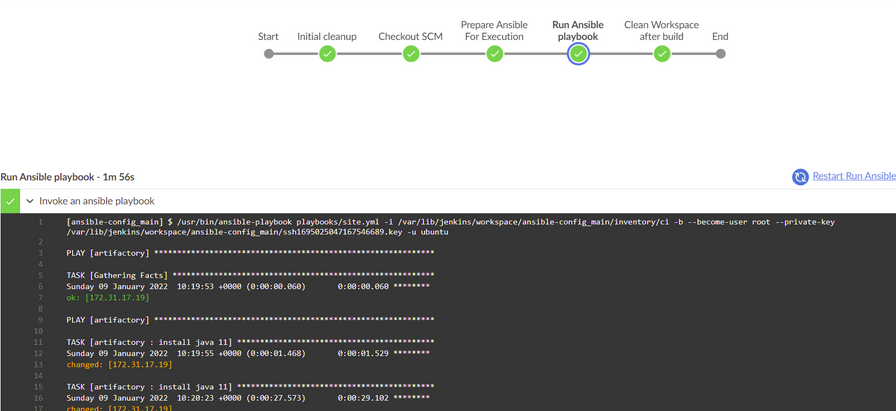 Start
Initial cleanup
Checkout SCM
Prepare Ansible
For Execution
Run Ansible
playbook
Clean Workspace
after build
End
Run Ansible playbook - 1m 56s
Restart Run Ansible
Invoke an ansible playbook
1 [ansible-config_main] $ /usr/bin/ansible-playbook playbooks/site.yml -i /var/lib/jenkins/workspace/ansible-config_main/inventory/ci -b --become-user root --private-key
/var/lib/jenkins/workspace/ansible-config_main/ssh1695025047167546689.key -u ubuntu
2
3 PLAY [artifactory] **************************************************************
4
5 TASK [Gathering Facts] **********************************************************
6 Sunday 09 January 2022  10:19:53 +0000 (0:00:00.060)       0:00:00.060 ********
7 ok: [172.31.17.19]
8
9 PLAY [artifactory] **************************************************************
10
11 TASK [artifactory : install java 11] ********************************************
12 Sunday 09 January 2022  10:19:55 +0000 (0:00:01.468)       0:00:01.529 ********
13 changed: [172.31.17.19]
14
15 TASK [artifactory : install java 11] ********************************************
16 Sunday 09 January 2022  10:20:23 +0000 (0:00:27.573)       0:00:29.102 ********
17 changed: [172.31.17.19]